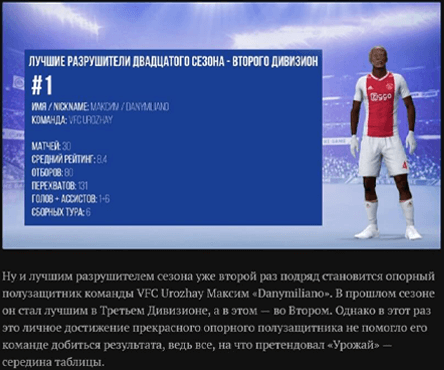 ЛУЧШИЕ РАЗРУШИТЕЛИ ДВАДЦАТОГО СЕЗОНА - ВТОРОГО ДИВИЗИОН
#1
ИМЯ / NICKNAME: МАКСИМ / DANYMILIANO
КОМАНДА: VFC UROZHAY
МАТЧЕЙ: 30
СРЕДНИЙ РЕЙТИНГ: 8,4
ОТБОРОВ: 80
ПЕРЕХВАТОВ: 131
ГОЛОВ + АССИСТОВ: 1+6
СБОРНЫХ ТУРА: 6
Ну и лучшим разрушителем сезона уже второй раз подряд становится опорный
полузащитник команды VFC Urozhay Максим «Danymiliano». В прошлом сезоне
он стал лучшим в Третьем Дивизионе, а в этом — во Втором. Однако в этот раз
это личное достижение прекрасного опорного полузащитника не помогло его
команде добиться результата, ведь все, на что претендовал «Урожай» —
середина таблицы.